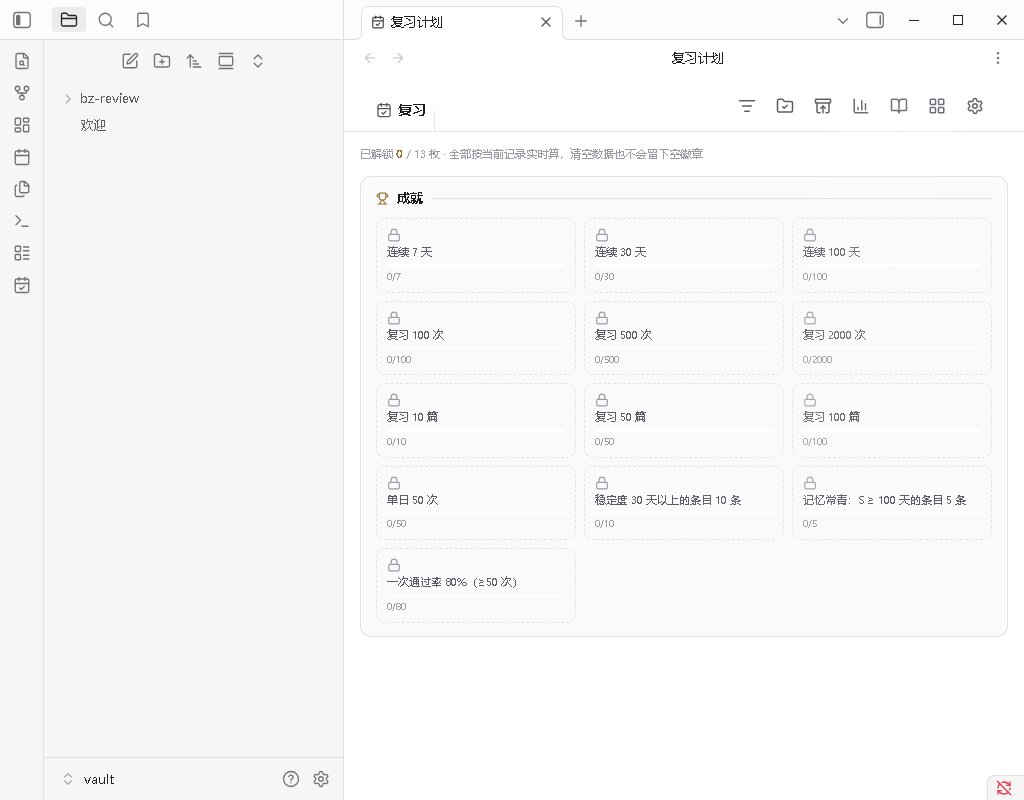 复习计划
复习计划
bz-review
欢迎
复习
已解锁 0 / 13 枚 · 全部按当前记录实时算，清空数据也不会留下空徽章
成就
连续 7 天
0/7
连续 30 天
0/30
连续 100 天
0/100
复习 100 次
0/100
复习 500 次
0/500
复习 2000 次
0/2000
复习 10 篇
0/10
复习 50 篇
0/50
复习 100 篇
0/100
单日 50 次
0/50
稳定度 30 天以上的条目 10 条
0/10
记忆常青：S ≥ 100 天的条目 5 条
0/5
一次通过率 80%（≥50 次）
0/80
vault